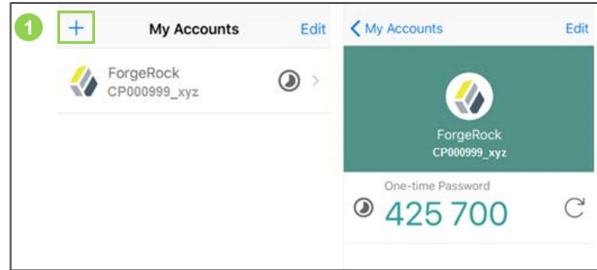 1
+ My Accounts Edit
ForgeRock
CP000999_xyz
My Accounts Edit
ForgeRock
CP000999_xyz
One-time Password
425 700